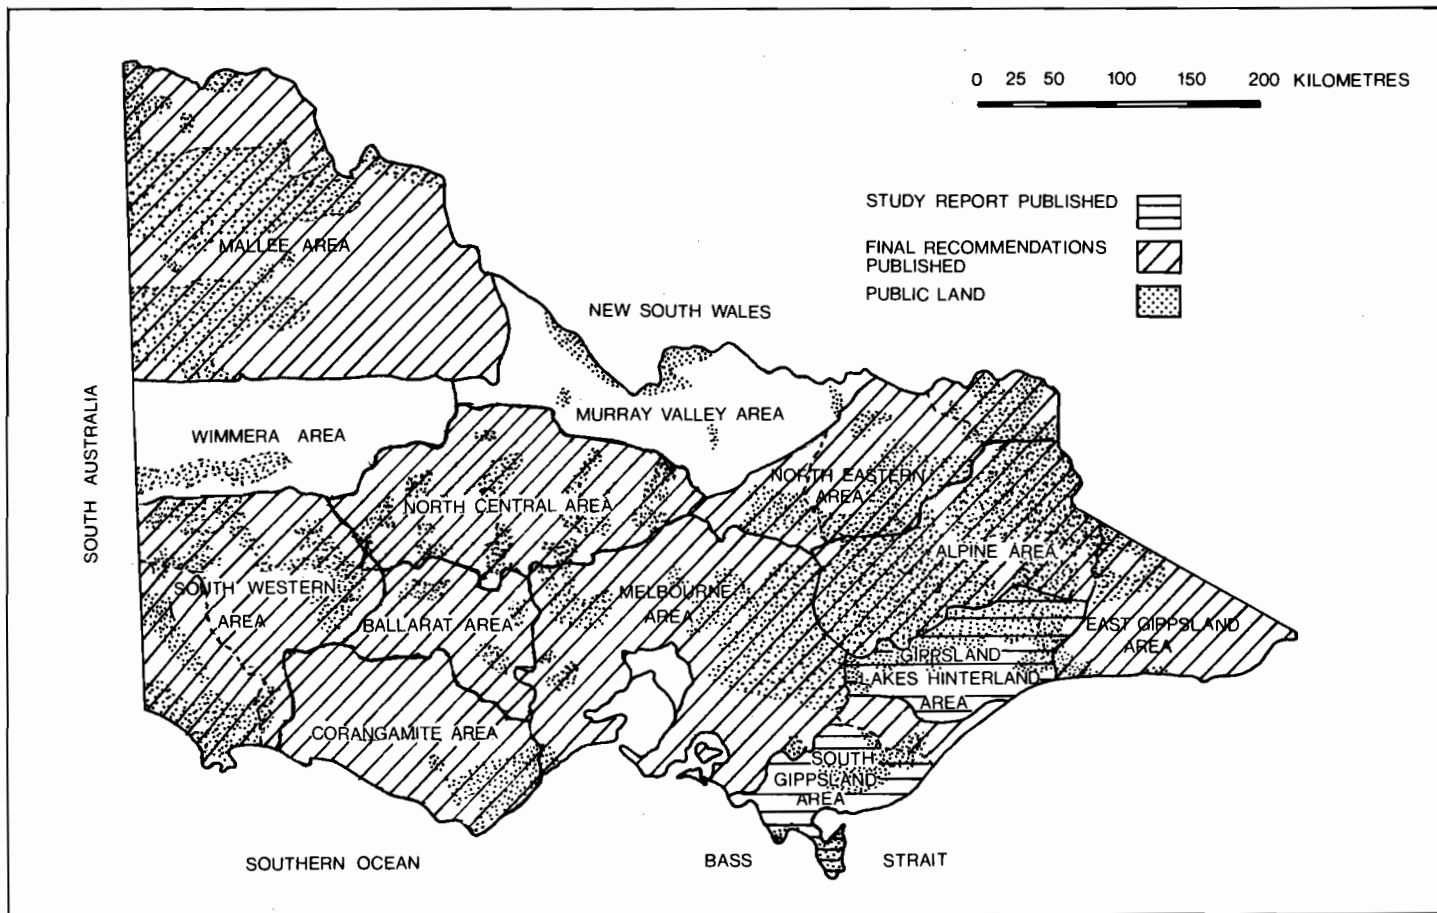 0 25 50 100 150 200 KILOMETRES
STUDY REPORT PUBLISHED
FINAL RECOMMENDATIONS
PUBLISHED
PUBLIC LAND
MALLEE AREA
NEW SOUTH WALES
SOUTH AUSTRALIA
WIMMERA AREA
MURRAY VALLEY AREA
NORTH CENTRAL AREA
NORTH EASTERN
AREA
ALPINE AREA
SOUTH WESTERN
AREA
BALLARAT AREA
MELBOURNE
AREA
EAST GIPPSLAND
AREA
GIPPSLAND
LAKES HINTERLAND
AREA
CORANGAMITE AREA
SOUTH
GIPPSLAND
AREA
SOUTHERN OCEAN
BASS STRAIT